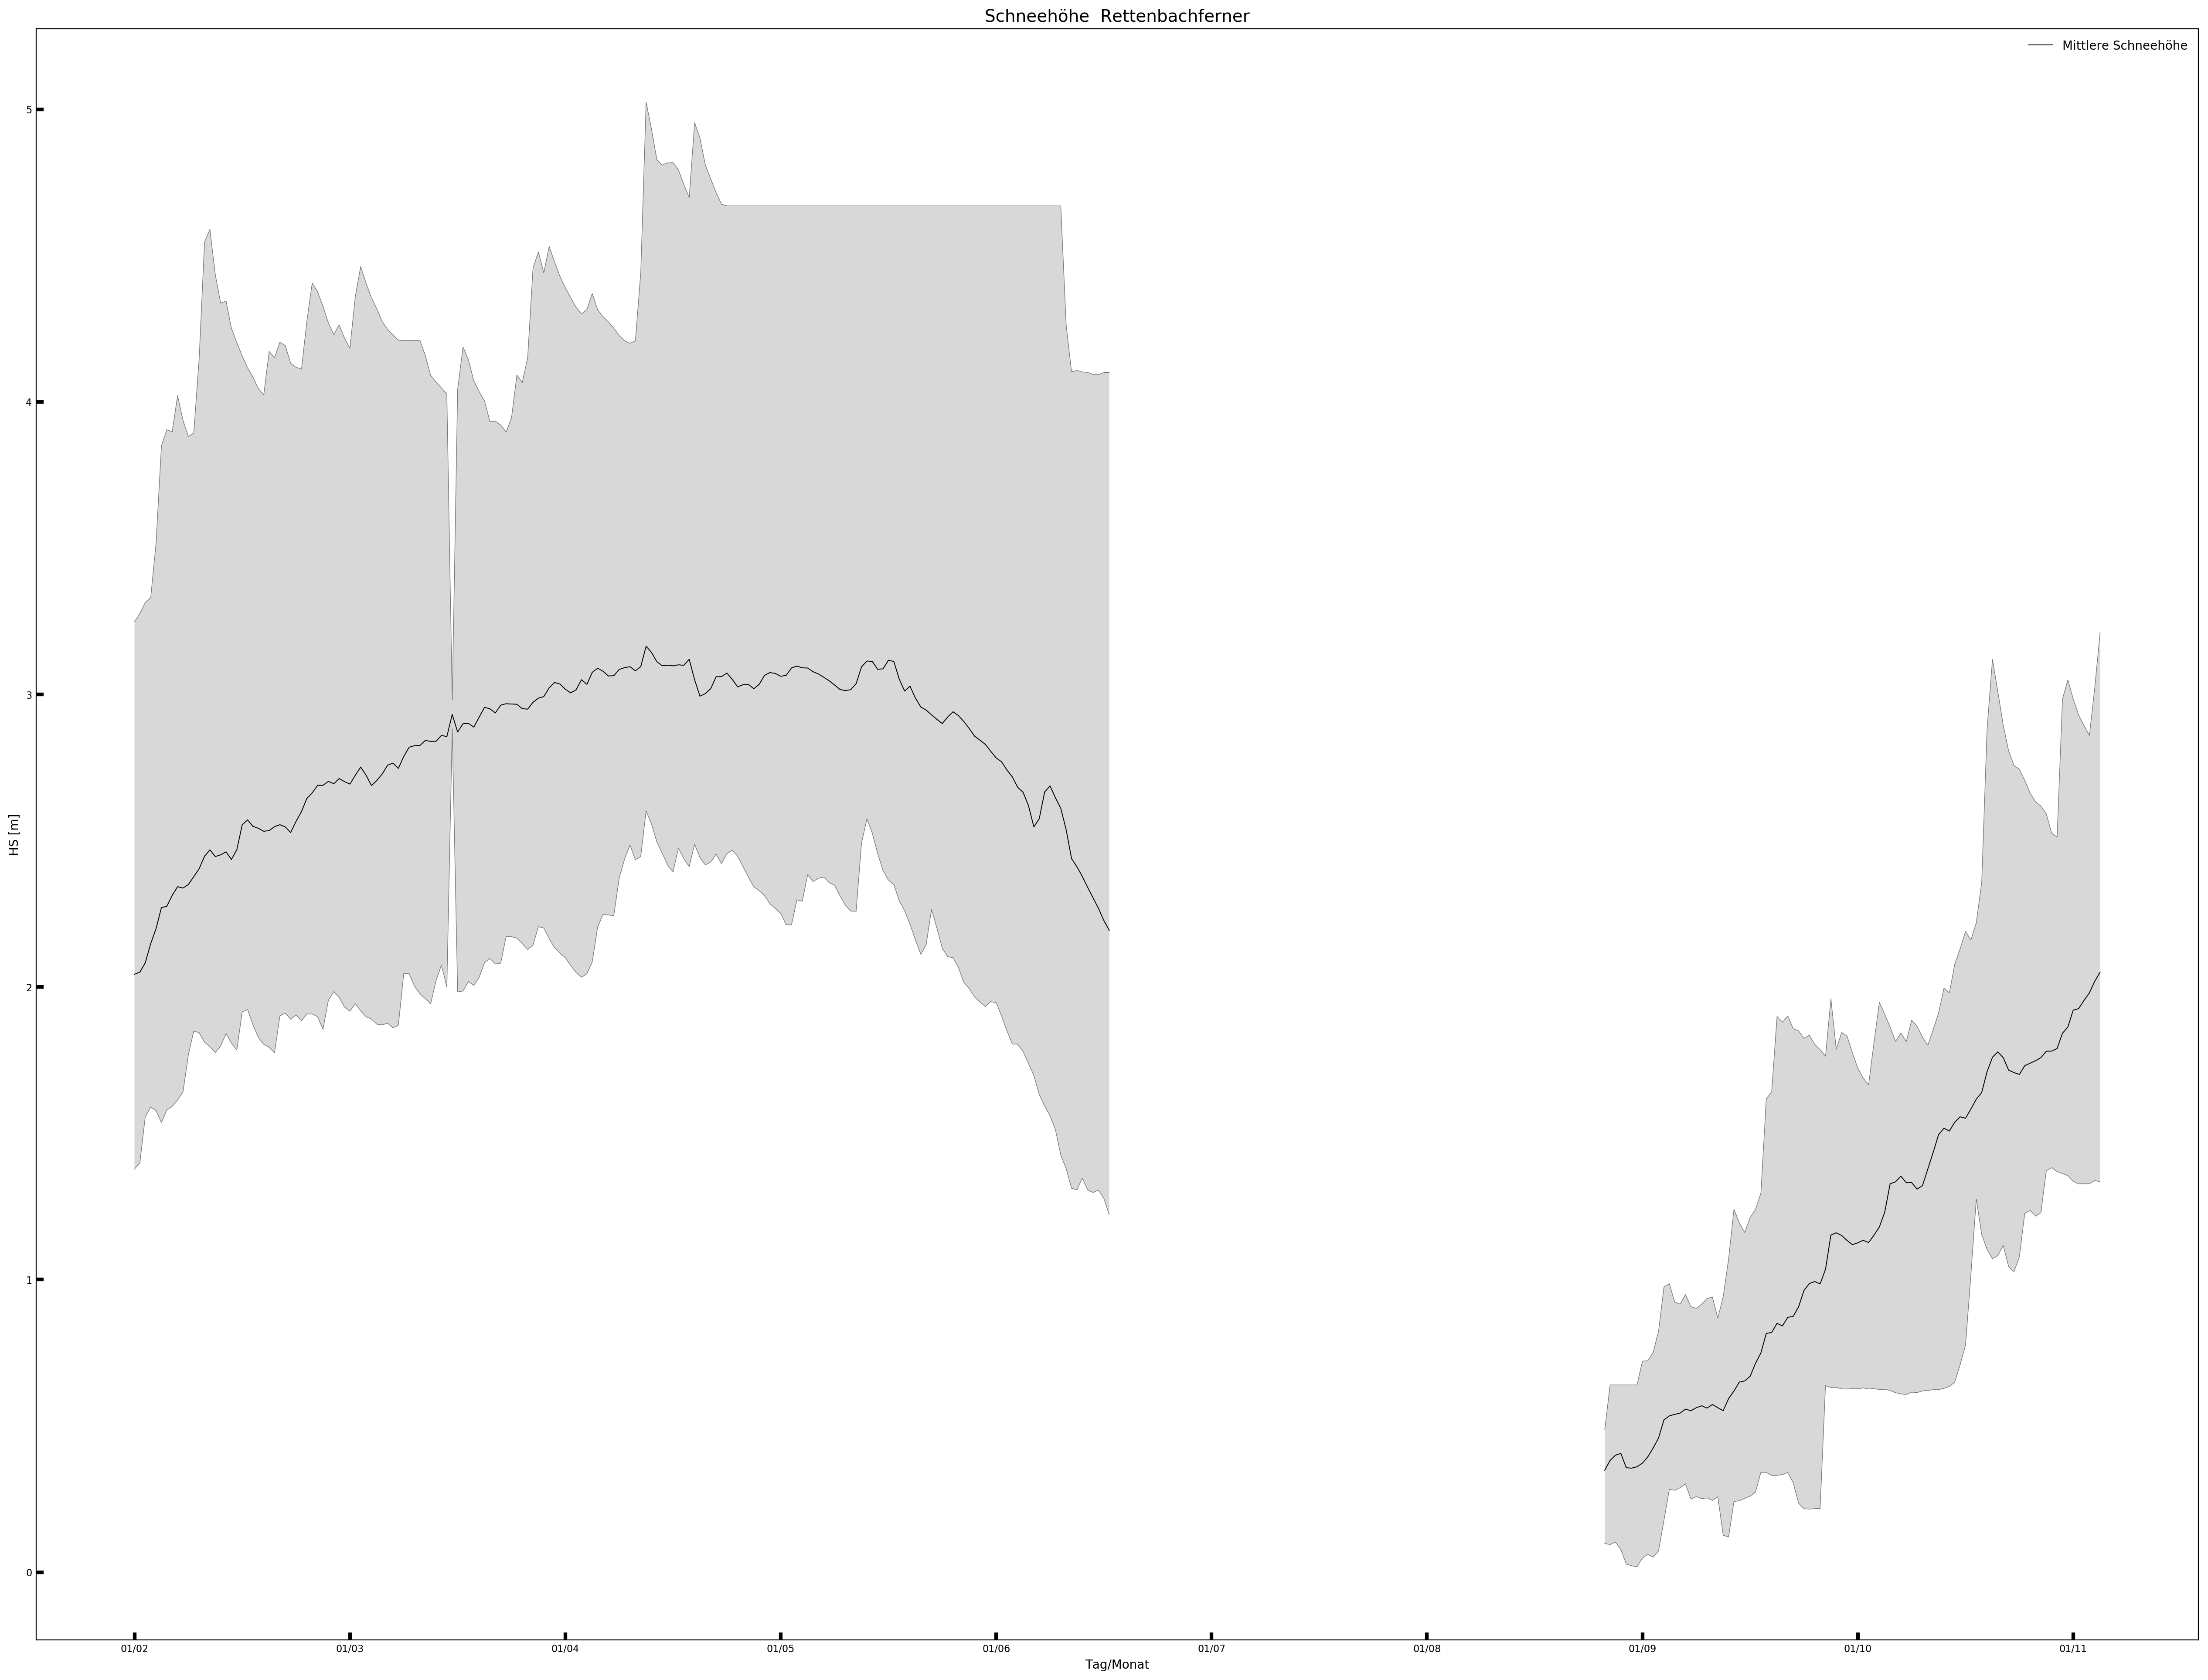 Schneehöhe  Rettenbachferner
Mittlere Schneehöhe
5
4
3
2
1
0
HS [m]
01/02 01/03 01/04 01/05 01/06 01/07 01/08 01/09 01/10 01/11
Tag/Monat